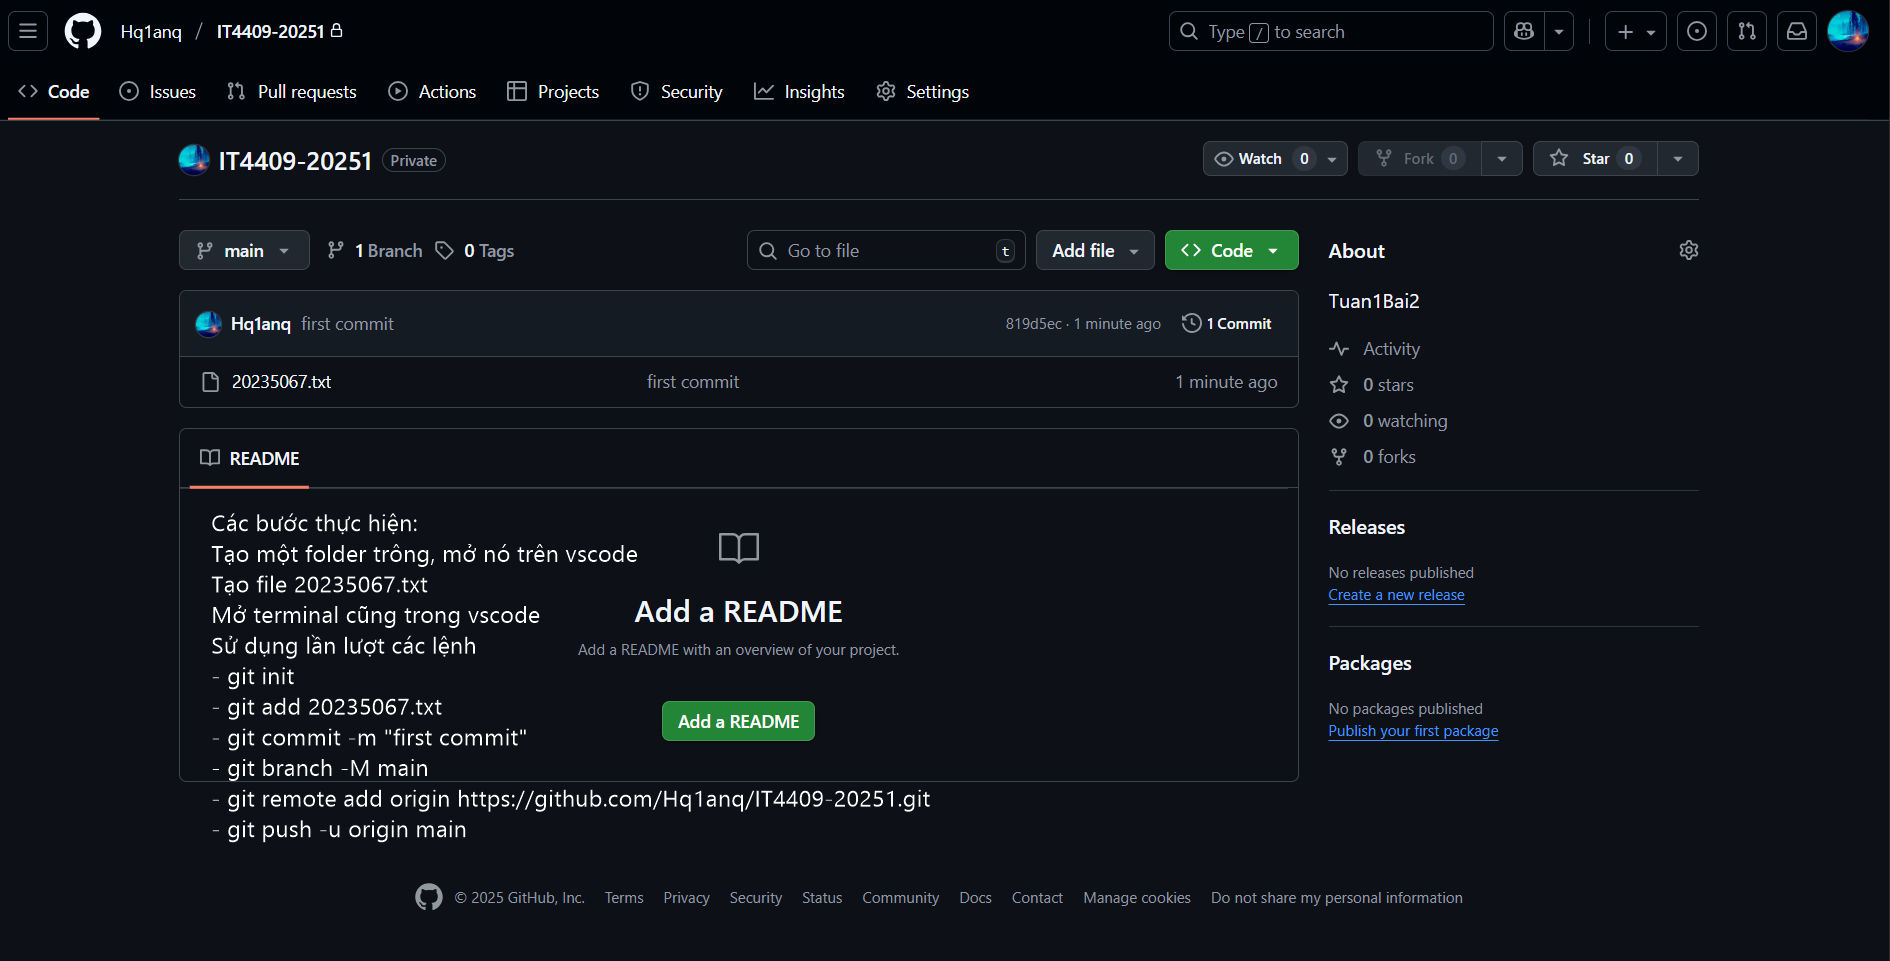 Hq1anq / IT4409-20251
Type / to search
Code
Issues
Pull requests
Actions
Projects
Security
Insights
Settings
IT4409-20251 Private
Watch 0
Fork 0
Star 0
main
1 Branch
0 Tags
Go to file t
Add file
Code
Hq1anq first commit 819d5ec · 1 minute ago 1 Commit
20235067.txt first commit 1 minute ago
README
Các bước thực hiện:
Tạo một folder trông, mở nó trên vscode
Tạo file 20235067.txt
Mở terminal cũng trong vscode
Sử dụng lần lượt các lệnh
- git init
- git add 20235067.txt
- git commit -m "first commit"
- git branch -M main
- git remote add origin https://github.com/Hq1anq/IT4409-20251.git
- git push -u origin main
Add a README
Add a README with an overview of your project.
Add a README
About
Tuan1Bai2
Activity
0 stars
0 watching
0 forks
Releases
No releases published
Create a new release
Packages
No packages published
Publish your first package
© 2025 GitHub, Inc. Terms Privacy Security Status Community Docs Contact Manage cookies Do not share my personal information